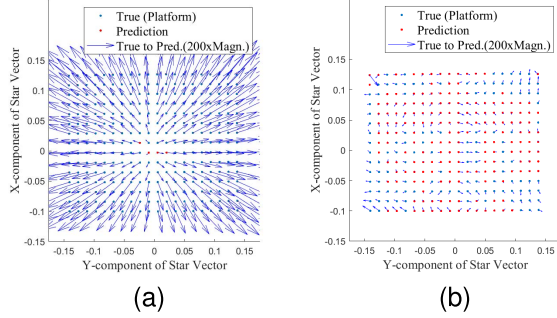 True (Platform)
Prediction
True to Pred.(200xMagn.)
0.15
0.1
0.05
0
-0.05
-0.1
-0.15
X-component of Star Vector
-0.15 -0.1 -0.05 0 0.05 0.1 0.15
Y-component of Star Vector
(a)
True (Platform)
Prediction
True to Pred.(200xMagn.)
0.15
0.1
0.05
0
-0.05
-0.1
-0.15
X-component of Star Vector
-0.15 -0.1 -0.05 0 0.05 0.1 0.15
Y-component of Star Vector
(b)